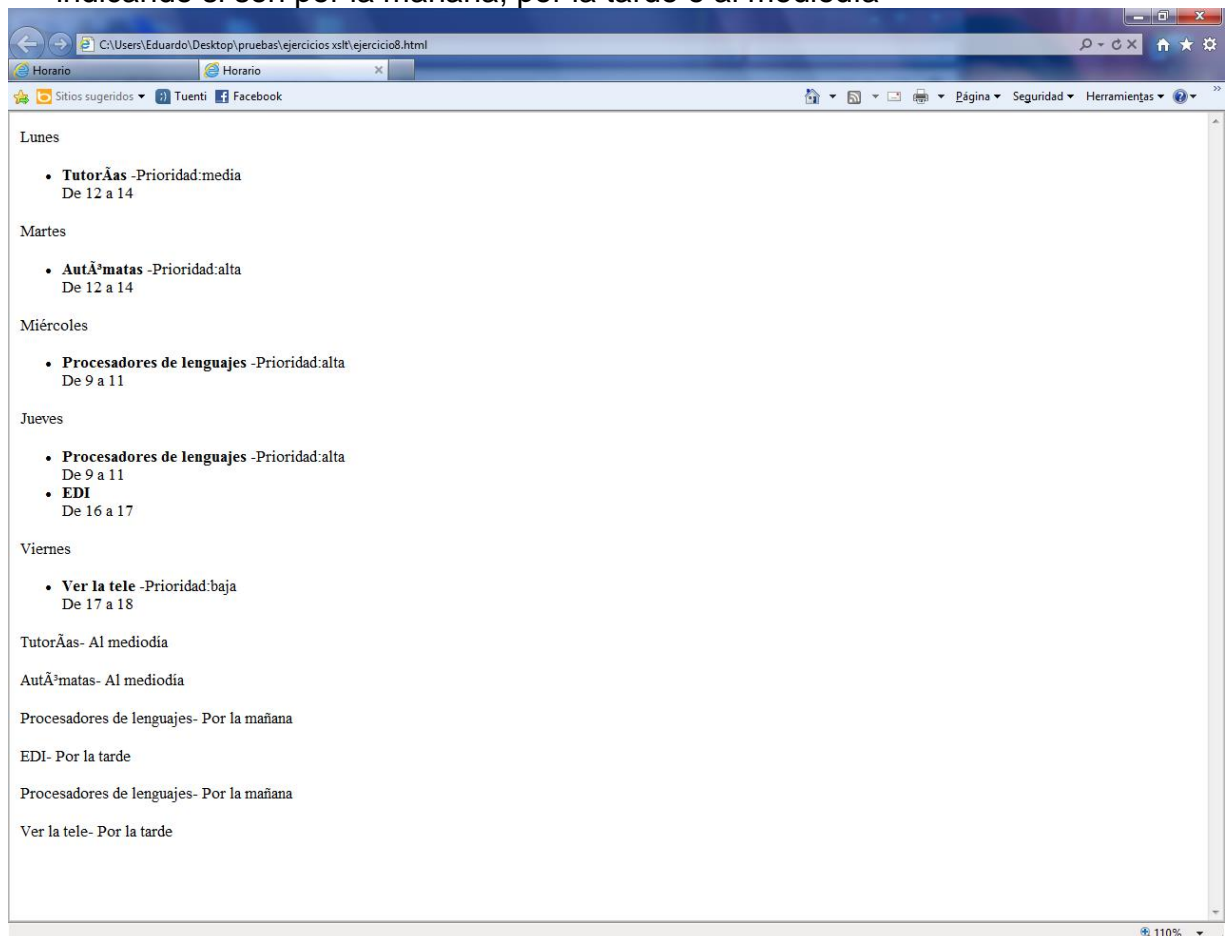 indicando si son por la mañana, por la tarde o al mediodía
C:\Users\Eduardo\Desktop\pruebas\ejercicios xslt\ejercicio8.html
Horario
Horario
Sitios sugeridos
Tuenti
Facebook
Página
Seguridad
Herramientas
Lunes
• TutorÃas -Prioridad:media
De 12 a 14
Martes
• AutÃ³matas -Prioridad:alta
De 12 a 14
Miércoles
• Procesadores de lenguajes -Prioridad:alta
De 9 a 11
Jueves
• Procesadores de lenguajes -Prioridad:alta
De 9 a 11
• EDI
De 16 a 17
Viernes
• Ver la tele -Prioridad:baja
De 17 a 18
TutorÃas- Al mediodía
AutÃ³matas- Al mediodía
Procesadores de lenguajes- Por la mañana
EDI- Por la tarde
Procesadores de lenguajes- Por la mañana
Ver la tele- Por la tarde
110%